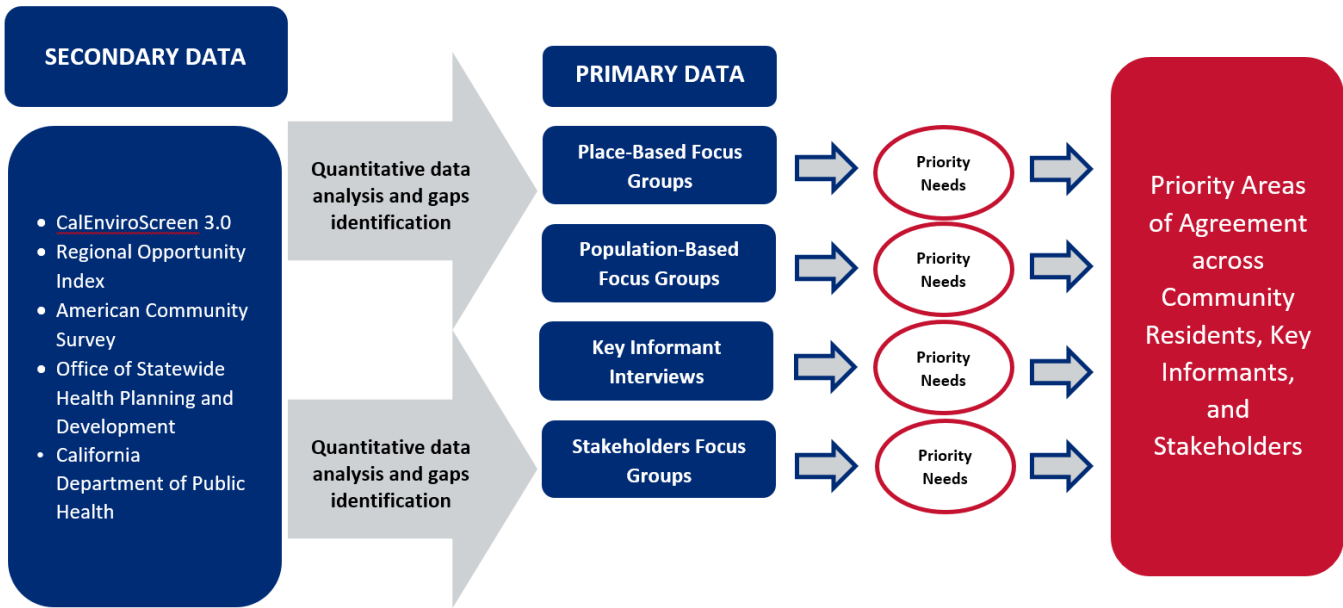 SECONDARY DATA
• CalEnviroScreen 3.0
• Regional Opportunity
Index
• American Community
Survey
• Office of Statewide
Health Planning and
Development
• California
Department of Public
Health
Quantitative data
analysis and gaps
identification
Quantitative data
analysis and gaps
identification
PRIMARY DATA
Place-Based Focus
Groups
Population-Based
Focus Groups
Key Informant
Interviews
Stakeholders Focus
Groups
Priority
Needs
Priority
Needs
Priority
Needs
Priority
Needs
Priority Areas
of Agreement
across
Community
Residents, Key
Informants,
and
Stakeholders